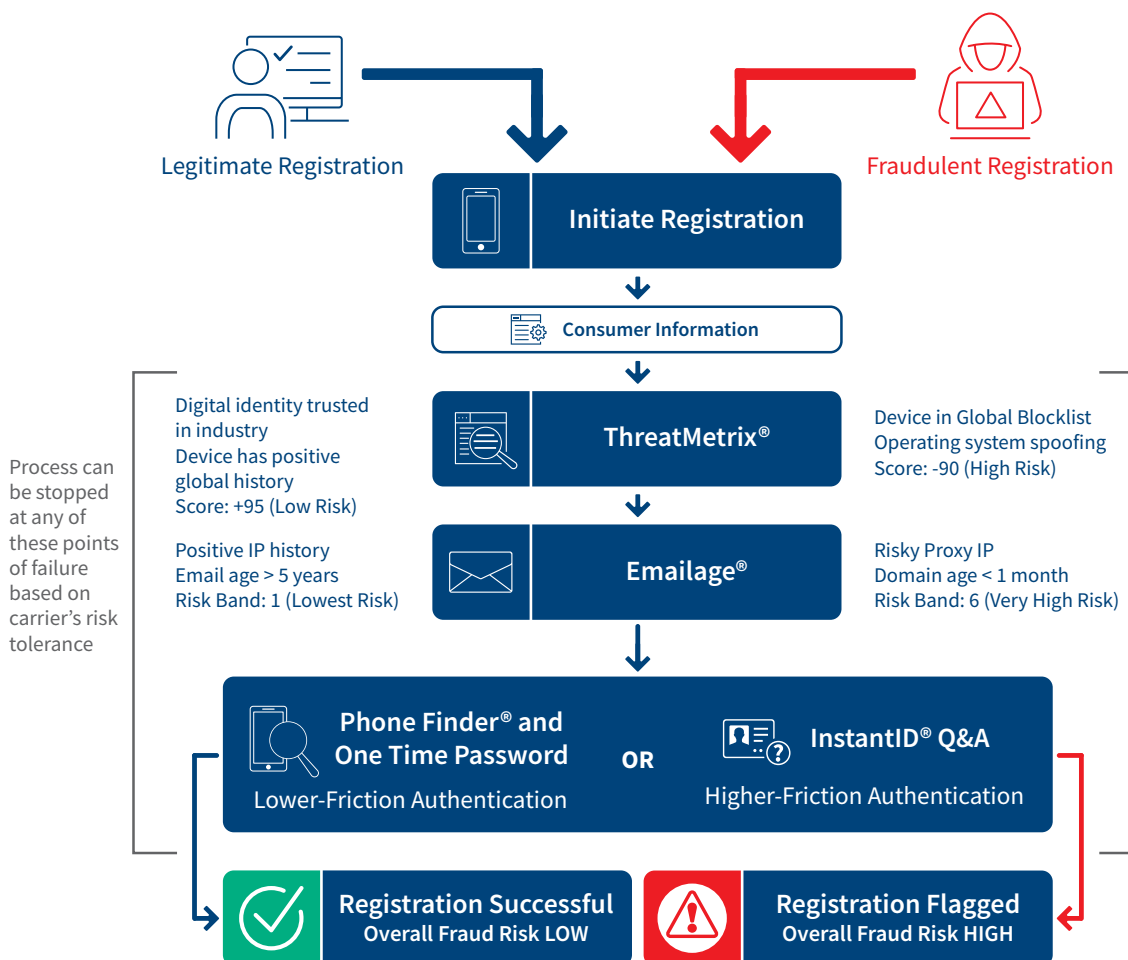 Legitimate Registration
Fraudulent Registration
Initiate Registration
Consumer Information
Process can
be stopped
at any of
these points
of failure
based on
carrier's risk
tolerance
Digital identity trusted
in industry
Device has positive
global history
Score: +95 (Low Risk)
ThreatMetrix®
Device in Global Blocklist
Operating system spoofing
Score: -90 (High Risk)
Positive IP history
Email age > 5 years
Risk Band: 1 (Lowest Risk)
Emailage®
Risky Proxy IP
Domain age < 1 month
Risk Band: 6 (Very High Risk)
Phone Finder® and
One Time Password
Lower-Friction Authentication
OR
InstantID® Q&A
Higher-Friction Authentication
Registration Successful
Overall Fraud Risk LOW
Registration Flagged
Overall Fraud Risk HIGH